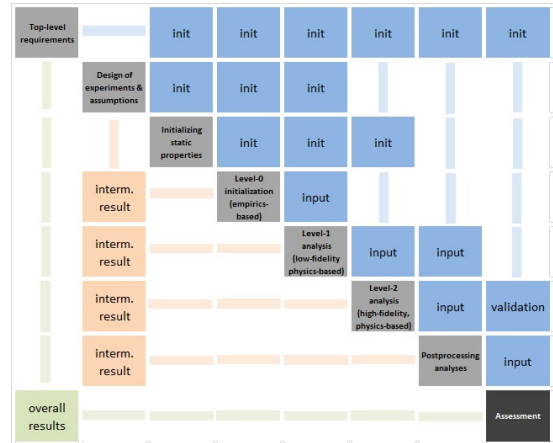 Top-level
requirements
init
init
init
init
init
init
Design of
experiments &
assumptions
init
init
init
Initializing
static
properties
init
init
init
interm.
result
Level-0
initialization
(empirics-
based)
input
interm.
result
Level-1
analysis
(low-fidelity
physics-based)
input
input
interm.
result
Level-2
analysis
(high-fidelity,
physics-based)
input
validation
interm.
result
Postprocessing
analyses
input
overall
results
Assessment